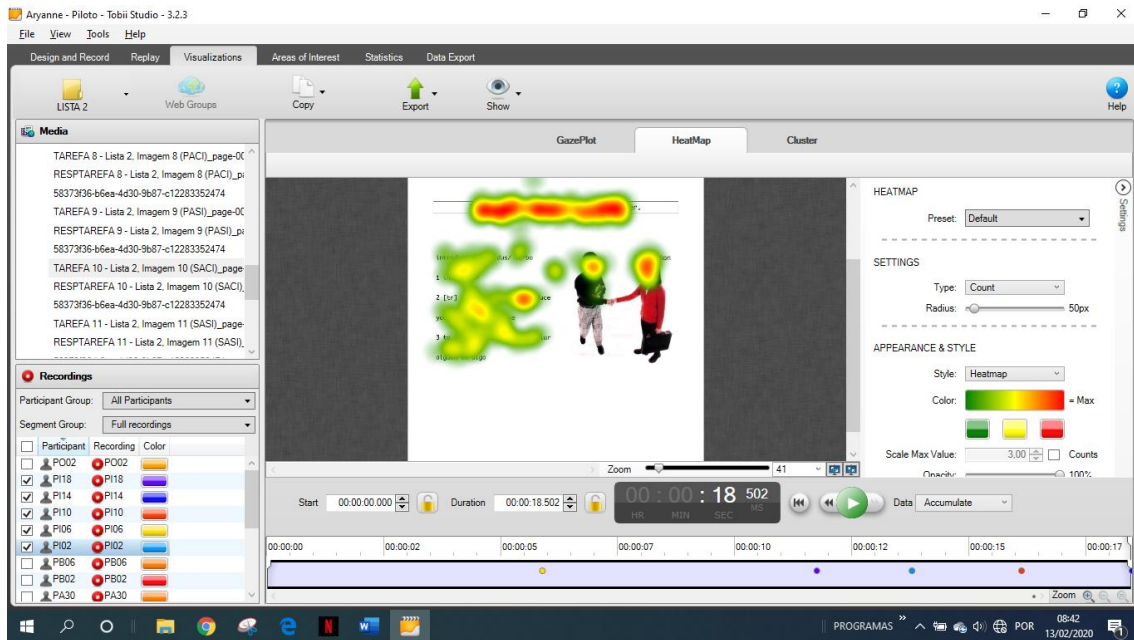 Aryanne - Piloto - Tobii Studio - 3.2.3
File View Tools Help
Design and Record Replay Visualizations Areas of Interest Statistics Data Export
LISTA 2 Web Groups Copy Export Show Help
Media
TAREFA 8 - Lista 2, Imagem 8 (PACI)_page-00
RESPTAREFA 8 - Lista 2, Imagem 8 (PACI)_pa
58373f36-b6ea-4d30-9b87-c12283352474
TAREFA 9 - Lista 2, Imagem 9 (PASI)_page-00
RESPTAREFA 9 - Lista 2, Imagem 9 (PASI)_pa
58373f36-b6ea-4d30-9b87-c12283352474
TAREFA 10 - Lista 2, Imagem 10 (SACI)_page-
RESPTAREFA 10 - Lista 2, Imagem 10 (SACI)_
58373f36-b6ea-4d30-9b87-c12283352474
TAREFA 11 - Lista 2, Imagem 11 (SASI)_page-
RESPTAREFA 11 - Lista 2, Imagem 11 (SASI)_
Recordings
Participant Group: All Participants
Segment Group: Full recordings
Participant Recording Color
PO02 PO02
PI18 PI18
PI14 PI14
PI10 PI10
PI06 PI06
PI02 PI02
PB06 PB06
PB02 PB02
PA30 PA30
GazePlot HeatMap Cluster
1
2 [tr]
3
HEATMAP
Preset: Default
SETTINGS
Type: Count
Radius: 50px
APPEARANCE & STYLE
Style: Heatmap
Color: = Max
Scale Max Value: 3,00 Counts
Opacity: 100%
Settings
Zoom 41
Start 00:00:00.000 Duration 00:00:18.502 00 : 00 : 18 502 Data Accumulate
HR MIN SEC MS
00:00:00 00:00:02 00:00:05 00:00:07 00:00:10 00:00:12 00:00:15 00:00:17
Zoom
PROGRAMAS POR 08:42
13/02/2020